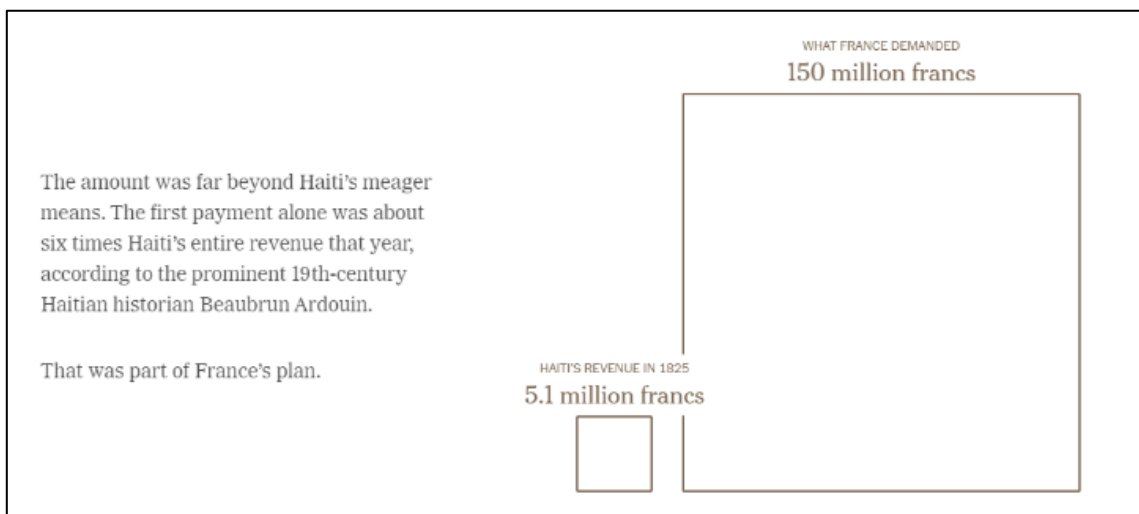 WHAT FRANCE DEMANDED
150 million francs
The amount was far beyond Haiti’s meager
means. The first payment alone was about
six times Haiti’s entire revenue that year,
according to the prominent 19th-century
Haitian historian Beaubrun Ardouin.
That was part of France’s plan.
HAITI’S REVENUE IN 1825
5.1 million francs